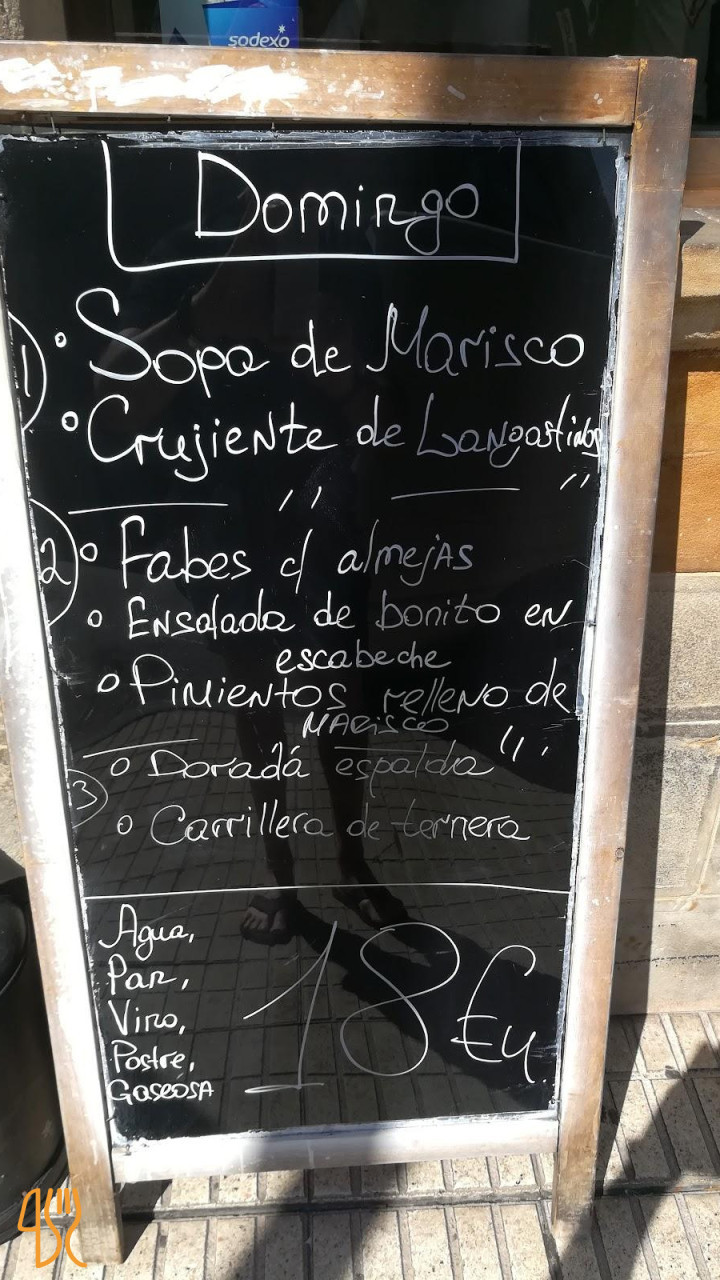 sodexo
Domingo
1) Sopa de Marisco
Crujiente de Langostinos
"
"
2) Fabes c/ almejas
Ensalada de bonito en
escabeche
Pimientos relleno de
MARISCO
"
3) Doradá espalda
Carrillera de ternera
Agua,
Pan,
Vino,
Postre,
Gaseosa
18 Eu